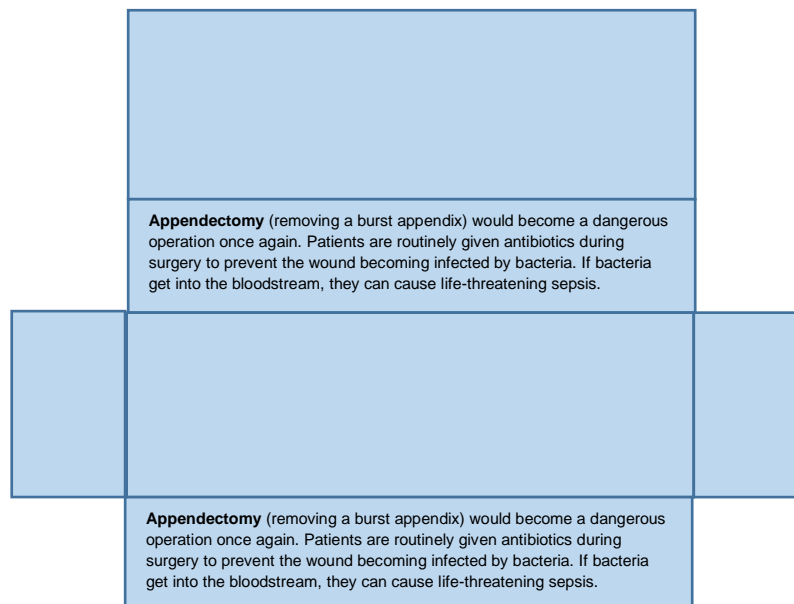 Appendectomy (removing a burst appendix) would become a dangerous
operation once again. Patients are routinely given antibiotics during
surgery to prevent the wound becoming infected by bacteria. If bacteria
get into the bloodstream, they can cause life-threatening sepsis.
Appendectomy (removing a burst appendix) would become a dangerous
operation once again. Patients are routinely given antibiotics during
surgery to prevent the wound becoming infected by bacteria. If bacteria
get into the bloodstream, they can cause life-threatening sepsis.